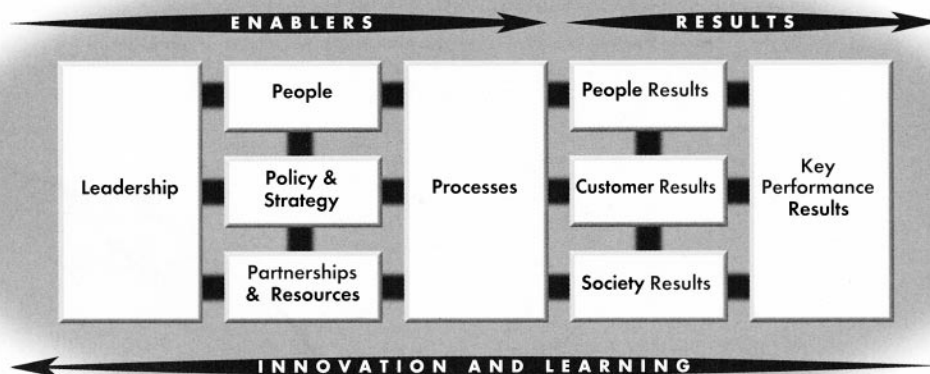 ENABLERS
RESULTS
Leadership
People
Policy &
Strategy
Partnerships
& Resources
Processes
People Results
Customer Results
Society Results
Key
Performance
Results
INNOVATION AND LEARNING